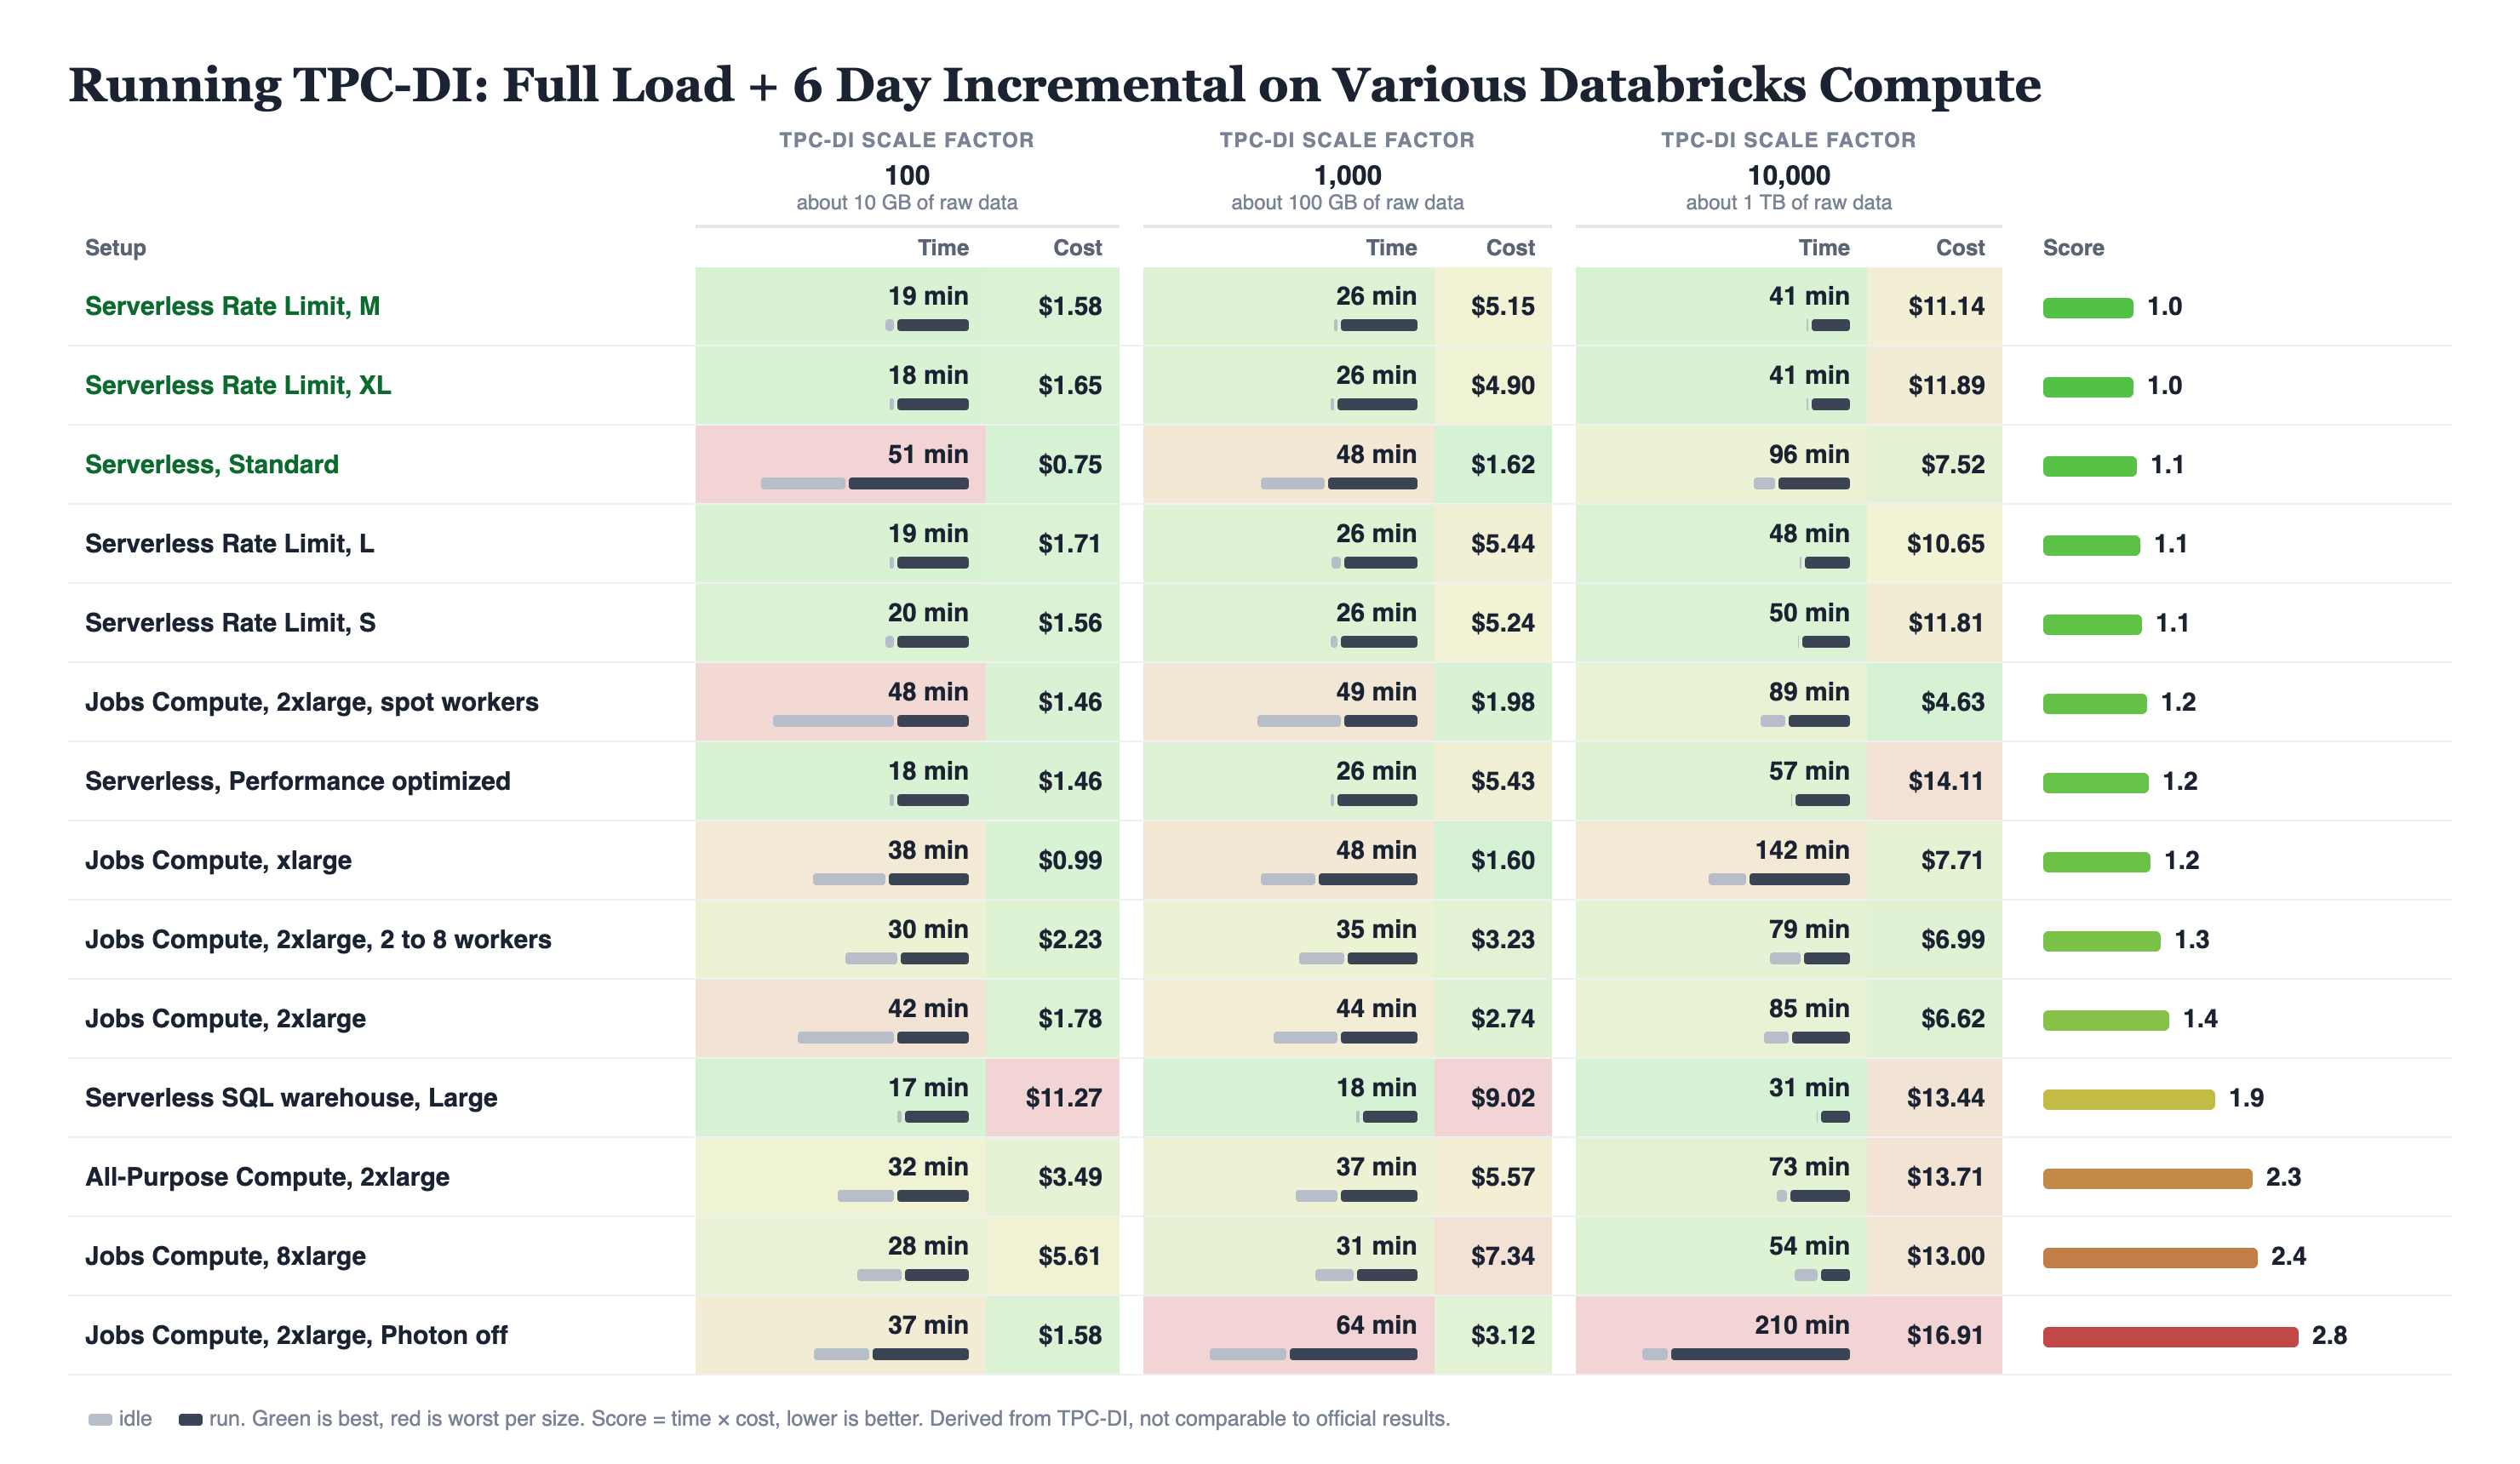 Running TPC-DI: Full Load + 6 Day Incremental on Various Databricks Compute
TPC-DI SCALE FACTOR TPC-DI SCALE FACTOR TPC-DI SCALE FACTOR
100 1,000 10,000
about 10 GB of raw data about 100 GB of raw data about 1 TB of raw data
Setup Time Cost Time Cost Time Cost Score
Serverless Rate Limit, M 19 min $1.58 26 min $5.15 41 min $11.14 1.0
Serverless Rate Limit, XL 18 min $1.65 26 min $4.90 41 min $11.89 1.0
Serverless, Standard 51 min $0.75 48 min $1.62 96 min $7.52 1.1
Serverless Rate Limit, L 19 min $1.71 26 min $5.44 48 min $10.65 1.1
Serverless Rate Limit, S 20 min $1.56 26 min $5.24 50 min $11.81 1.1
Jobs Compute, 2xlarge, spot workers 48 min $1.46 49 min $1.98 89 min $4.63 1.2
Serverless, Performance optimized 18 min $1.46 26 min $5.43 57 min $14.11 1.2
Jobs Compute, xlarge 38 min $0.99 48 min $1.60 142 min $7.71 1.2
Jobs Compute, 2xlarge, 2 to 8 workers 30 min $2.23 35 min $3.23 79 min $6.99 1.3
Jobs Compute, 2xlarge 42 min $1.78 44 min $2.74 85 min $6.62 1.4
Serverless SQL warehouse, Large 17 min $11.27 18 min $9.02 31 min $13.44 1.9
All-Purpose Compute, 2xlarge 32 min $3.49 37 min $5.57 73 min $13.71 2.3
Jobs Compute, 8xlarge 28 min $5.61 31 min $7.34 54 min $13.00 2.4
Jobs Compute, 2xlarge, Photon off 37 min $1.58 64 min $3.12 210 min $16.91 2.8
idle run. Green is best, red is worst per size. Score = time × cost, lower is better. Derived from TPC-DI, not comparable to official results.